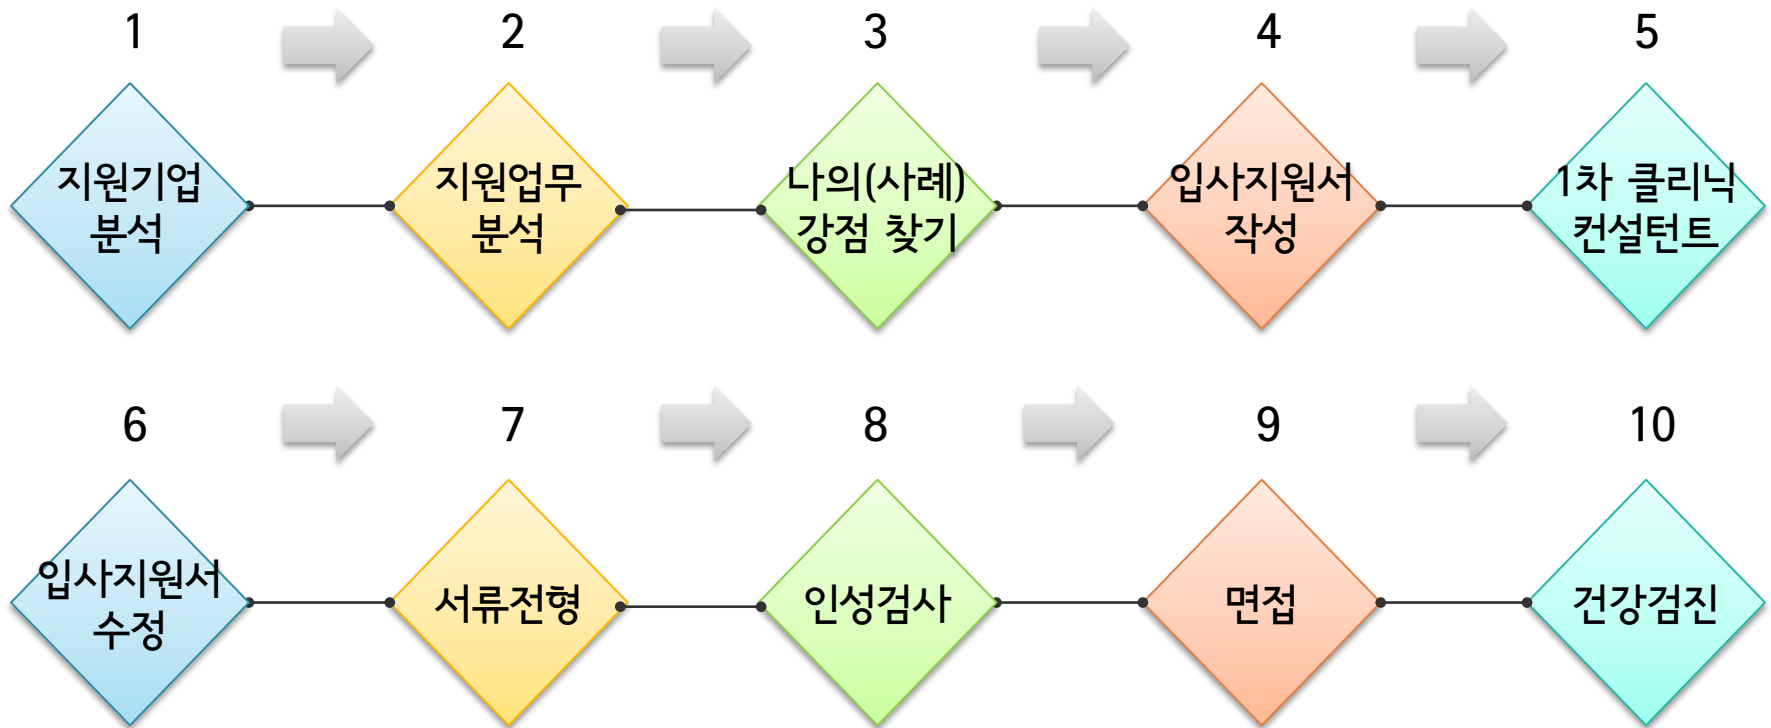 1
2
3
4
5
지원기업
분석
지원업무
분석
나의(사례)
강점 찾기
입사지원서
작성
1차 클리닉
컨설턴트
6
7
8
9
10
입사지원서
수정
서류전형
인성검사
면접
건강검진